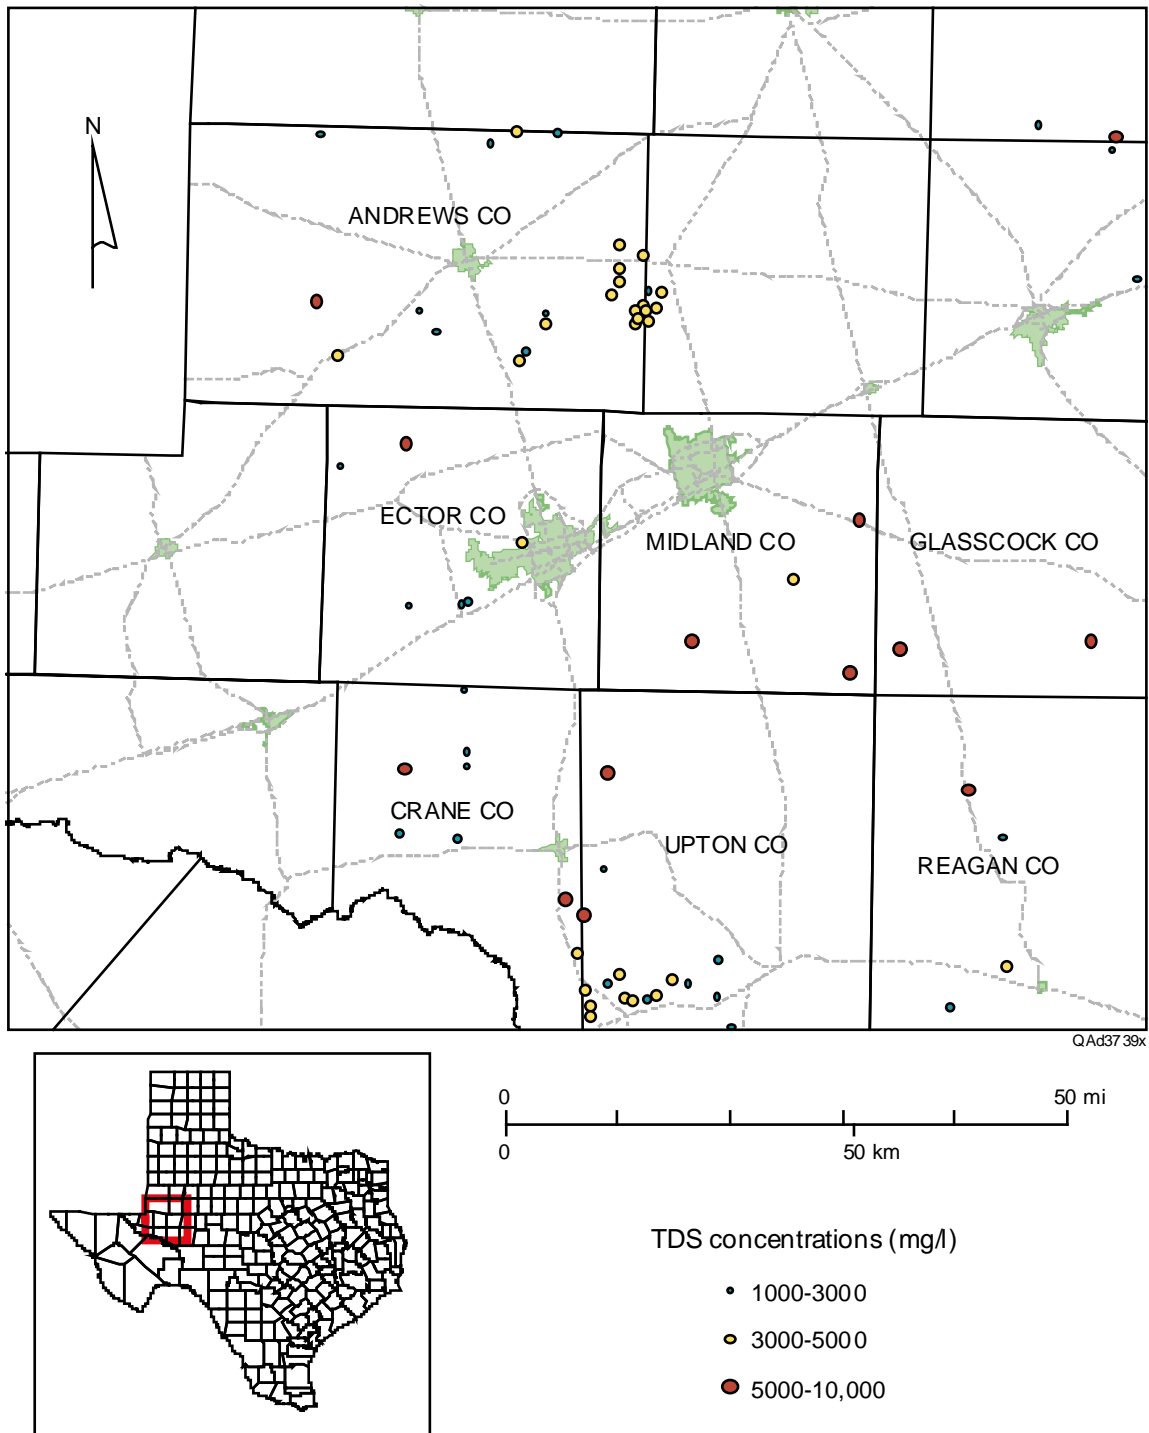 N
ANDREWS CO
ECTOR CO
MIDLAND CO
GLASSCOCK CO
CRANE CO
UPTON CO
REAGAN CO
QAd3739x
0
50 mi
0
50 km
TDS concentrations (mg/l)
1000-3000
3000-5000
5000-10,000